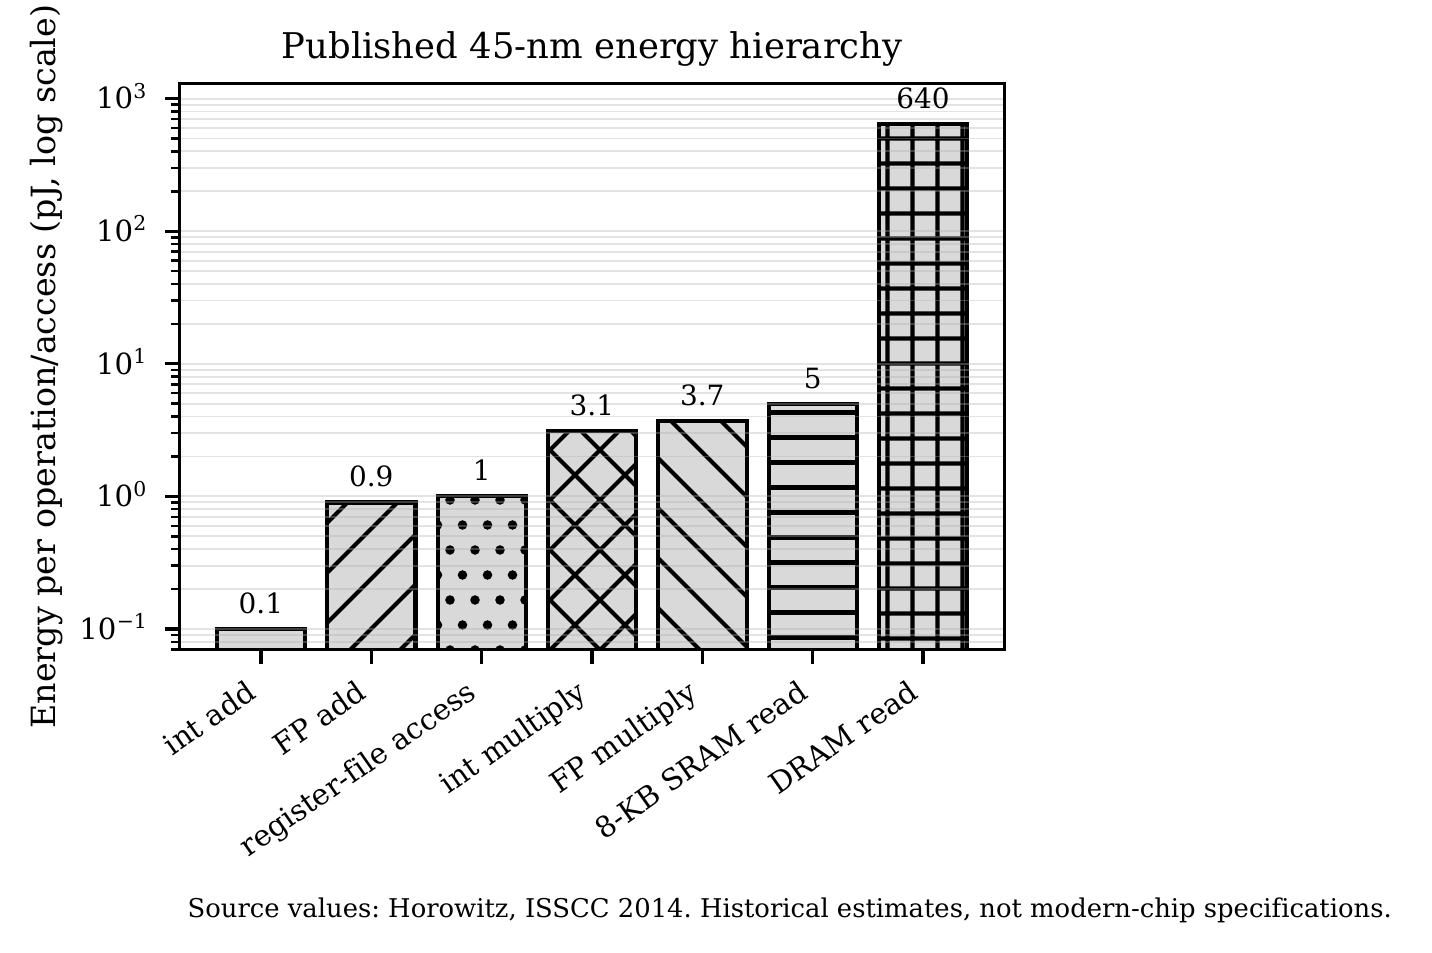 Published 45-nm energy hierarchy
Energy per operation/access (pJ, log scale)
10³
10²
10¹
10⁰
10⁻¹
0.1
0.9
1
3.1
3.7
5
640
int add
FP add
register-file access
int multiply
FP multiply
8-KB SRAM read
DRAM read
Source values: Horowitz, ISSCC 2014. Historical estimates, not modern-chip specifications.